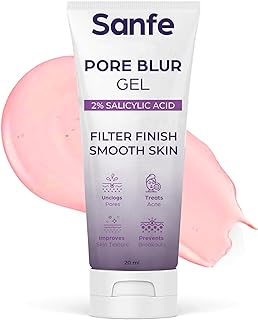 Sanfe
PORE BLUR
GEL
2% SALICYLIC ACID
FILTER FINISH
SMOOTH SKIN
Unclogs
Pores
Treats
Acne
Improves
Skin Texture
Prevents
Breakouts
20 ml